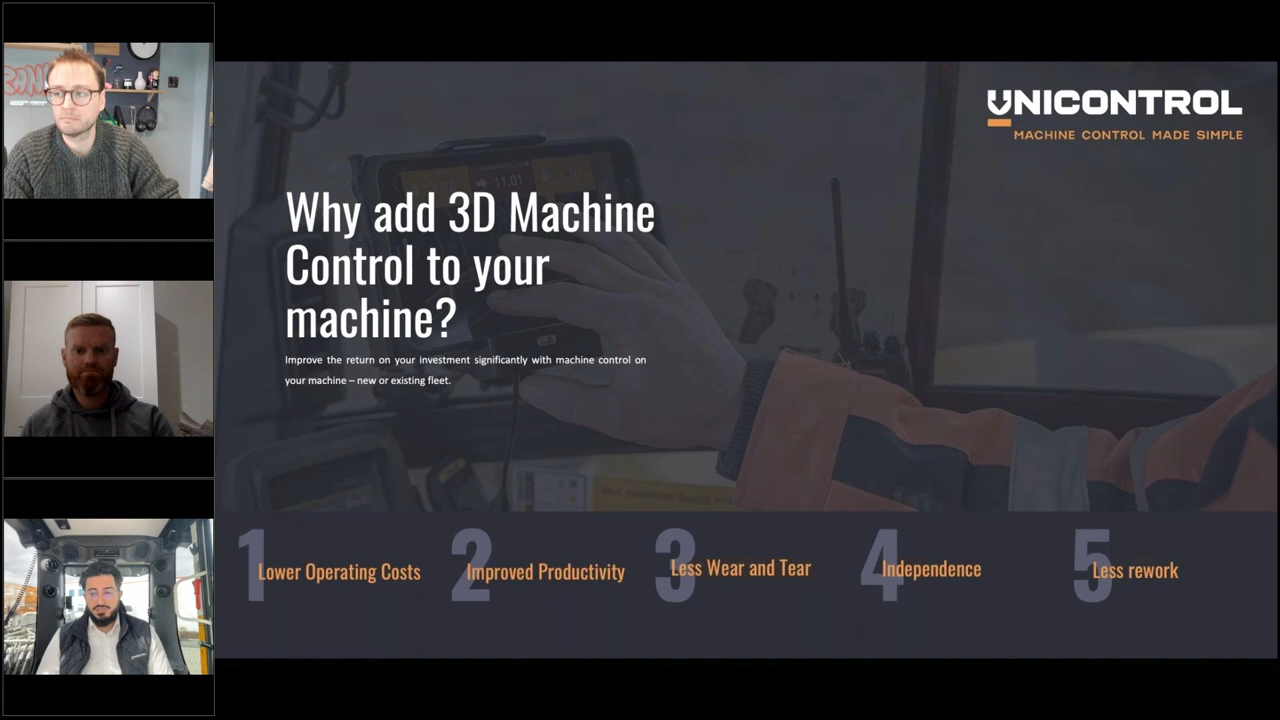 UNICONTROL
MACHINE CONTROL MADE SIMPLE
11.01
Why add 3D Machine
Control to your
machine?
Improve the return on your investment significantly with machine control on
your machine – new or existing fleet.
1 Lower Operating Costs
2 Improved Productivity
3 Less Wear and Tear
4 Independence
5 Less rework